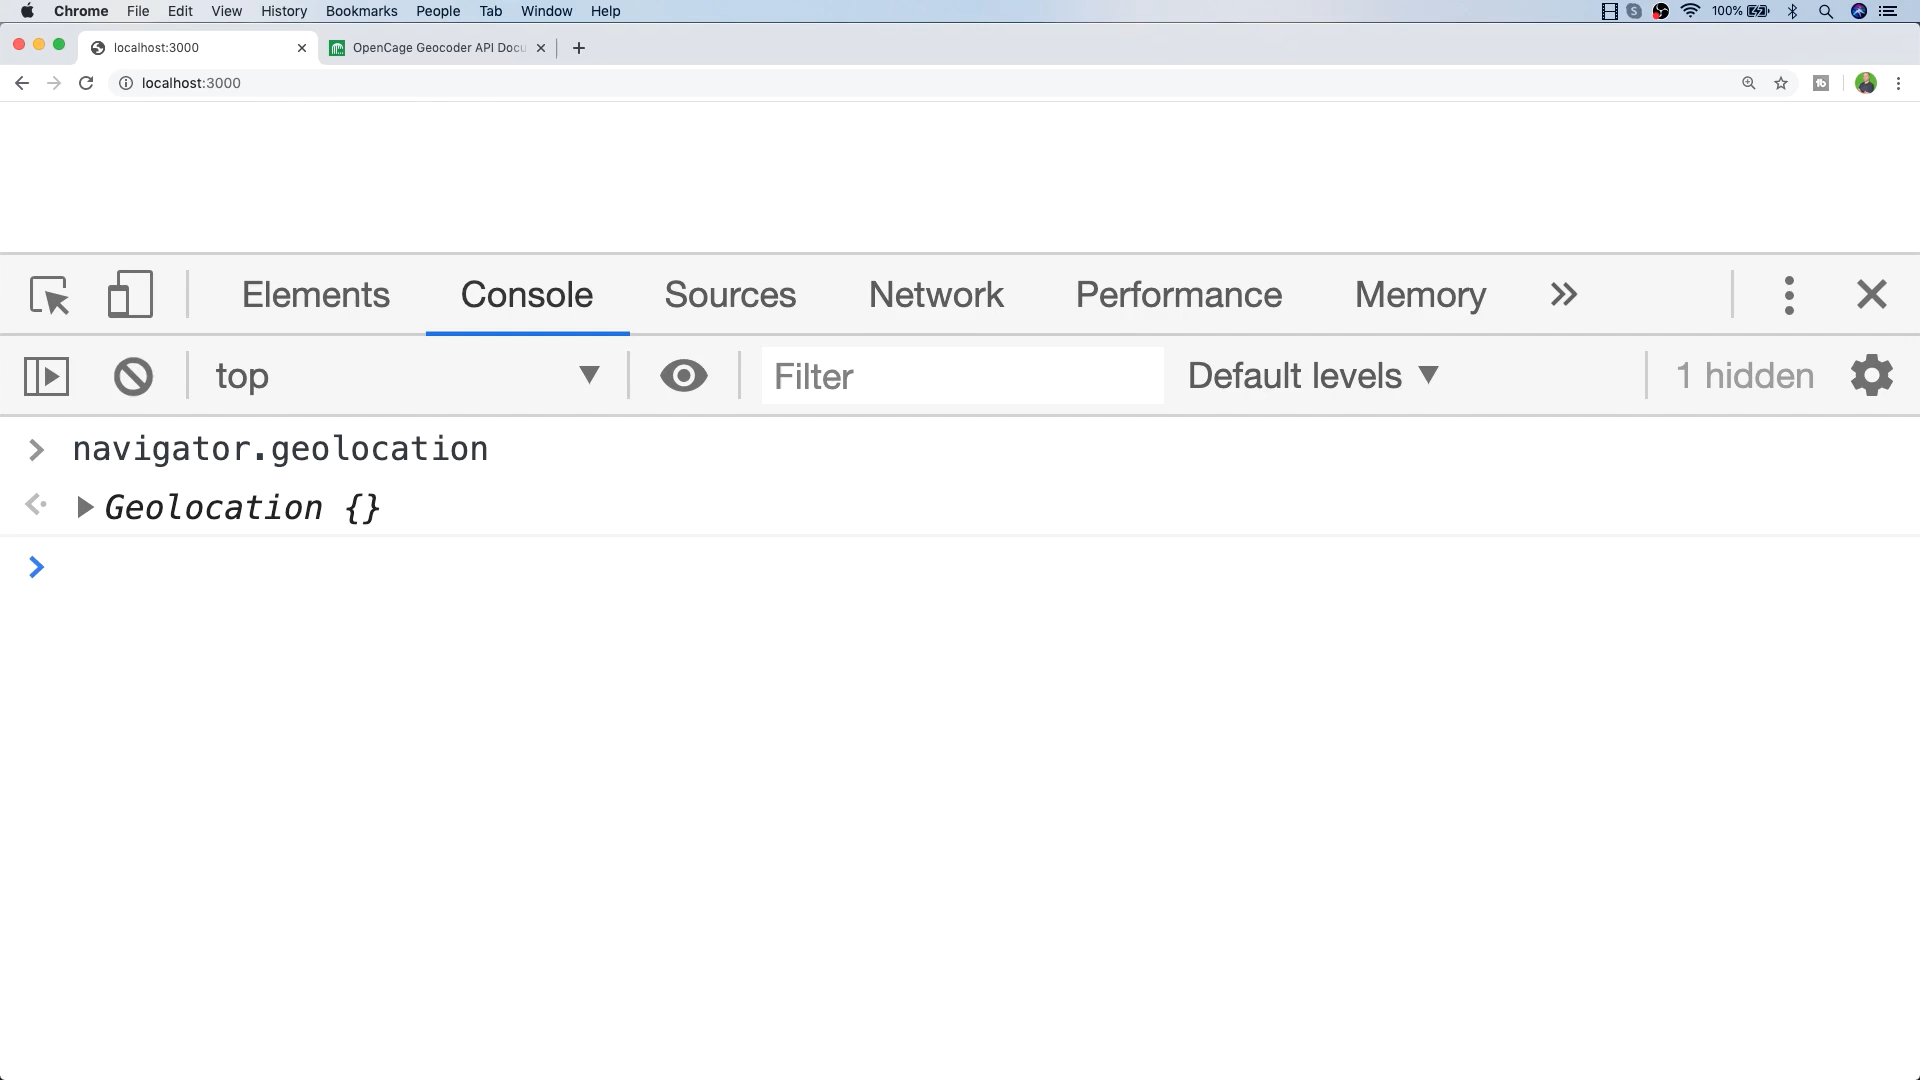 Chrome File Edit View History Bookmarks People Tab Window Help 100%
localhost:3000 OpenCage Geocoder API Docu
localhost:3000
Elements Console Sources Network Performance Memory
top Filter Default levels 1 hidden
navigator.geolocation
Geolocation {}